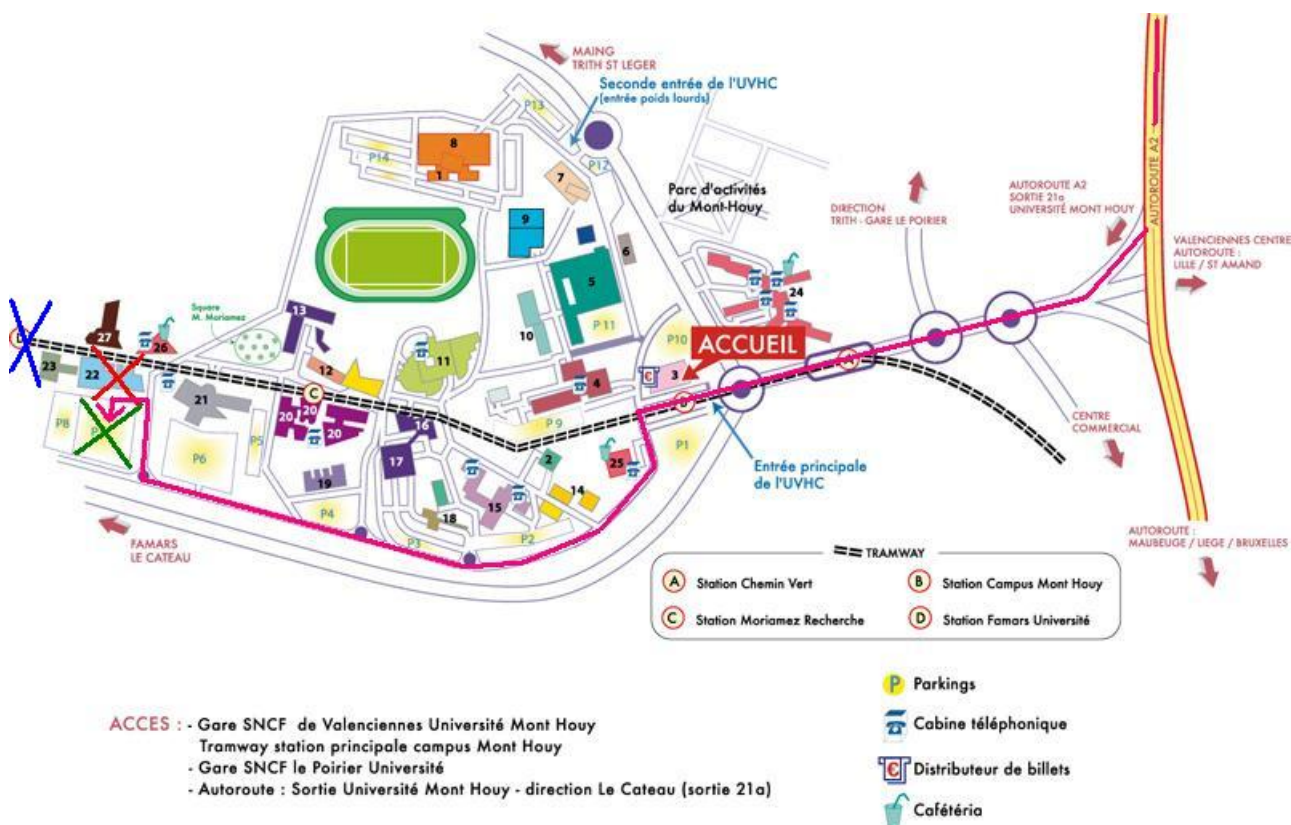 MAING
TRITH ST LEGER
Seconde entrée de l'UVHC
(entrée poids lourds)
P13
P14
8
1
7
P12
Parc d'activités
du Mont-Houy
AUTOROUTE A2
DIRECTION
TRITH - GARE LE POIRIER
AUTOROUTE A2
SORTIE 21a
UNIVERSITÉ MONT HOUY
VALENCIENNES CENTRE
AUTOROUTE :
LILLE / ST AMAND
9
6
5
24
Square
M. Moriamez
13
10
P11
P10
ACCUEIL
D
27
26
11
12
3
€
4
A
23
22
21
C
20
20
20
16
P9
B
P8
P6
P5
17
2
25
P1
Entrée principale
de l'UVHC
CENTRE
COMMERCIAL
19
15
14
P4
18
P3
P2
FAMARS
LE CATEAU
AUTOROUTE :
MAUBEUGE / LIEGE / BRUXELLES
TRAMWAY
A Station Chemin Vert
B Station Campus Mont Houy
C Station Moriamez Recherche
D Station Famars Université
P Parkings
Cabine téléphonique
€ Distributeur de billets
Cafétéria
ACCES : - Gare SNCF de Valenciennes Université Mont Houy
Tramway station principale campus Mont Houy
- Gare SNCF le Poirier Université
- Autoroute : Sortie Université Mont Houy - direction Le Cateau (sortie 21a)